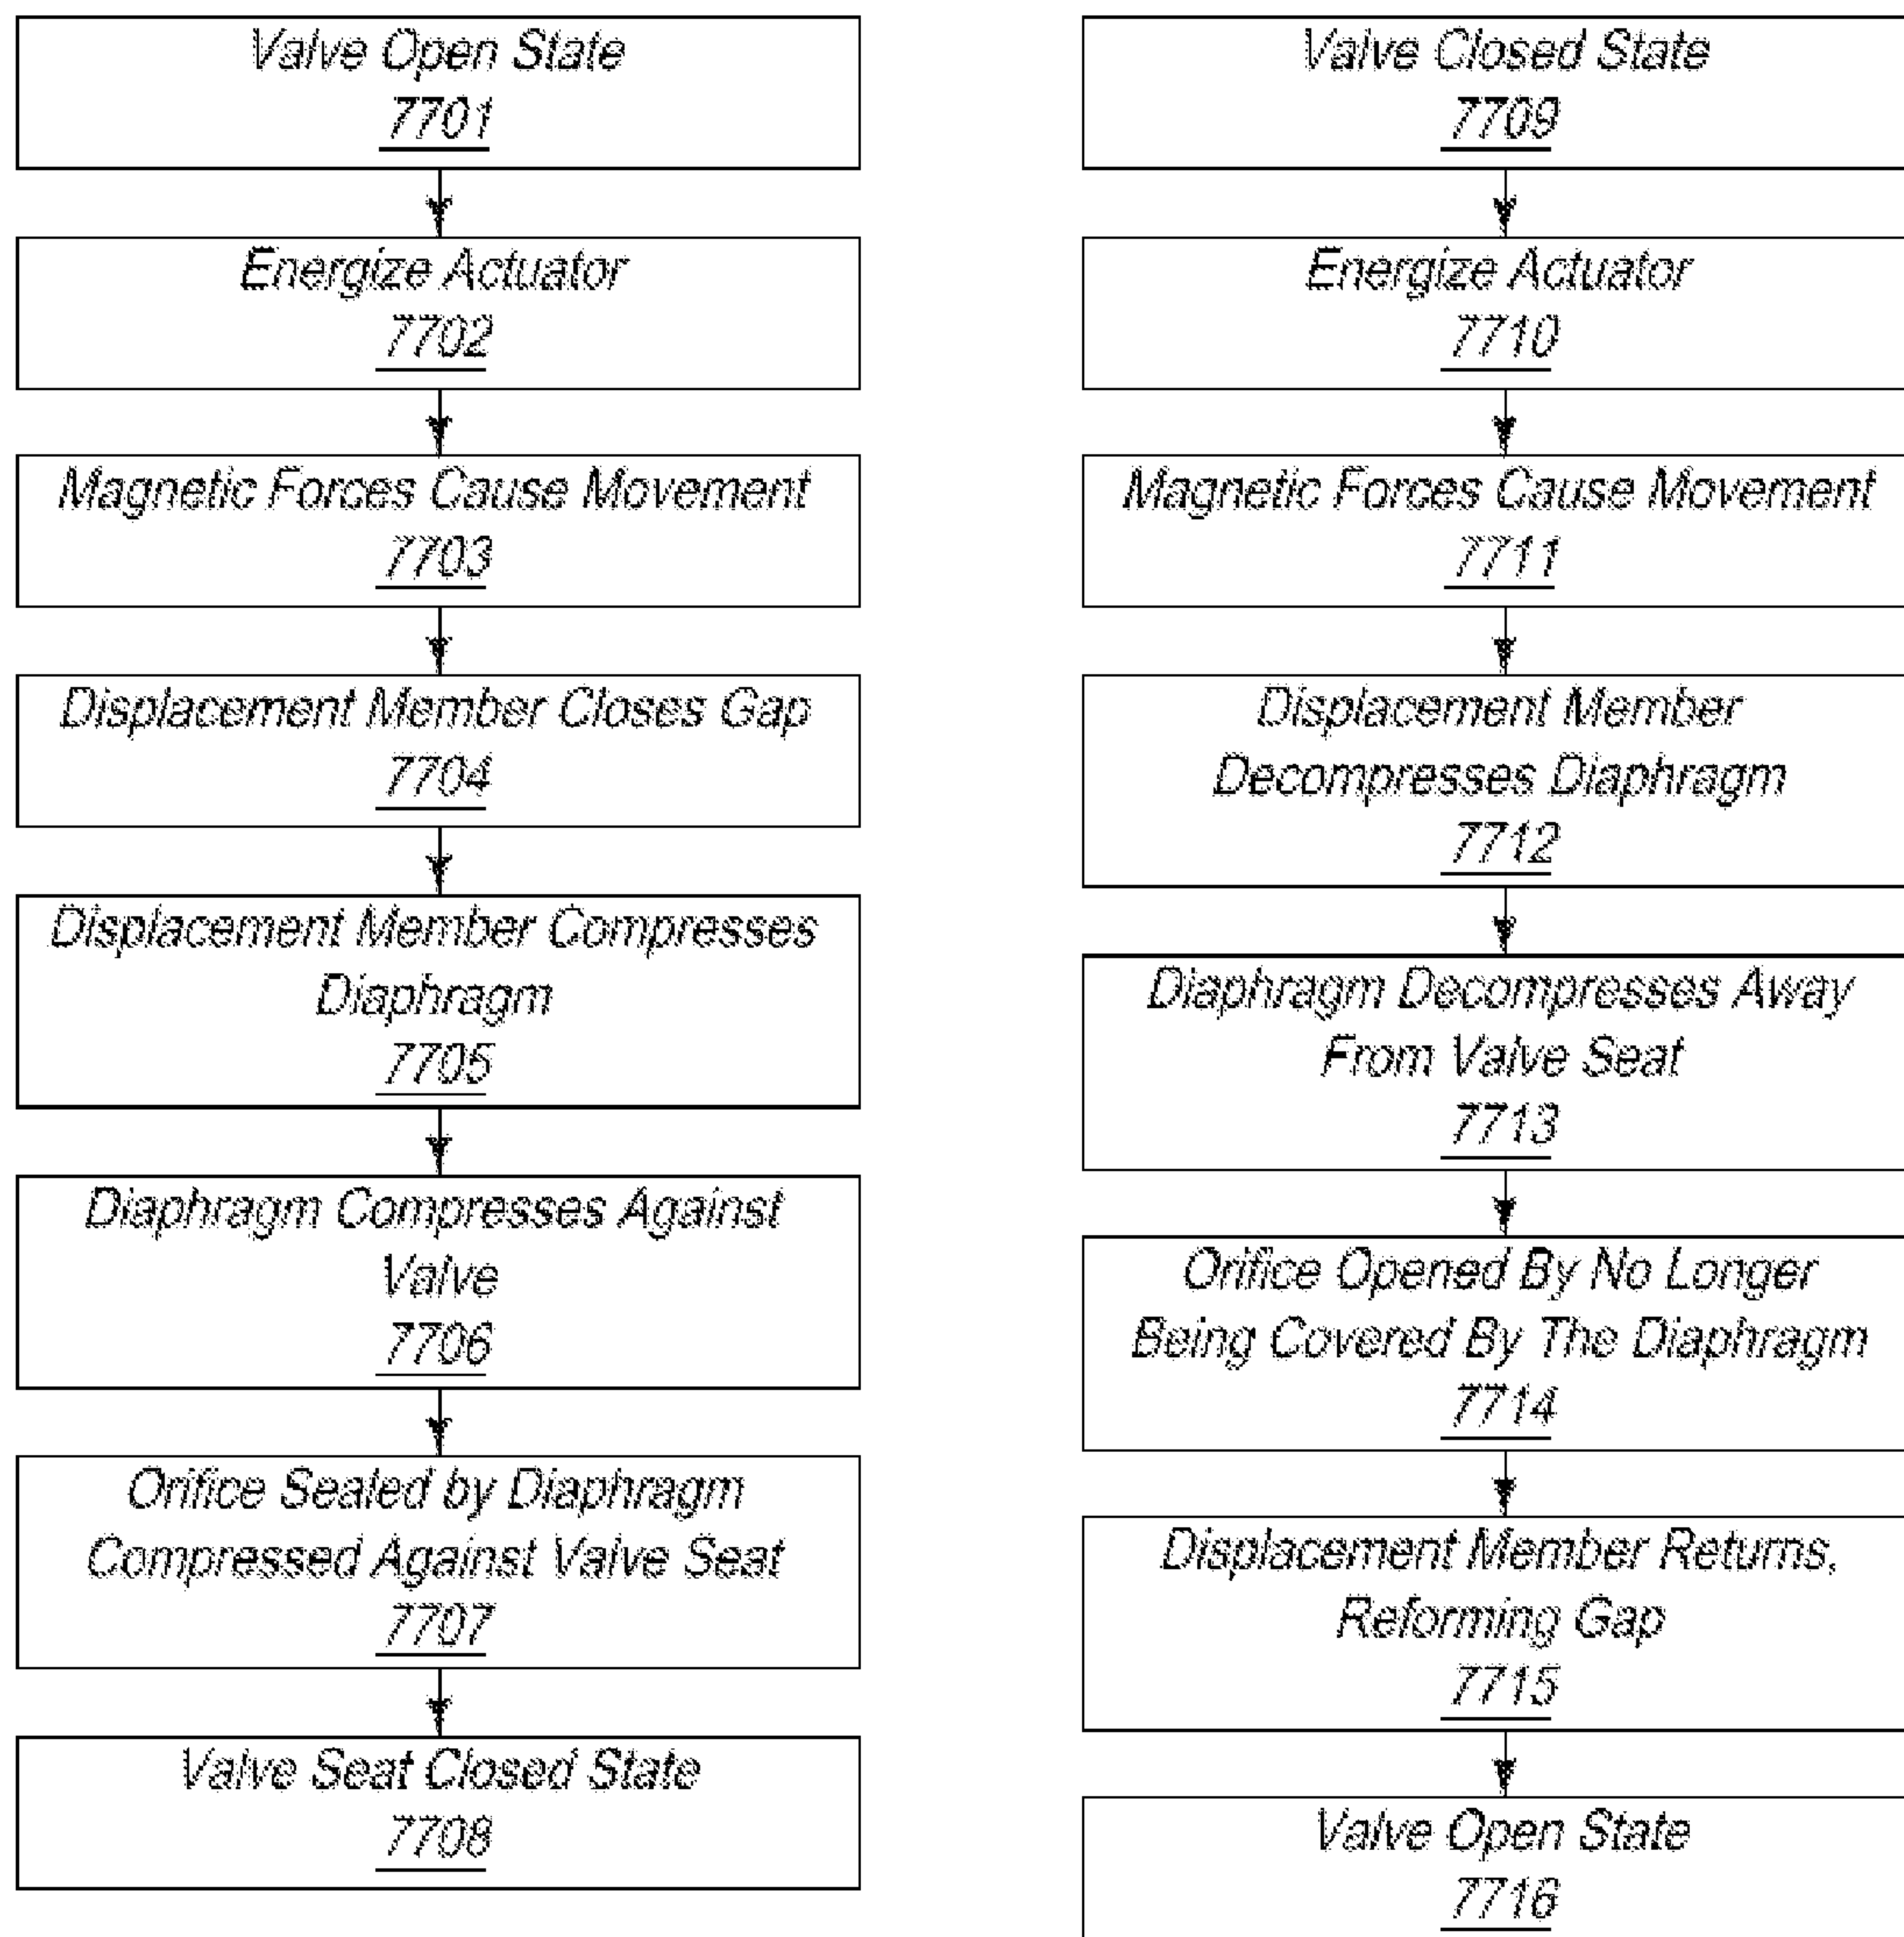 Valve Open State
7701
Energize Actuator
7702
Magnetic Forces Cause Movement
7703
Displacement Member Closes Gap
7704
Displacement Member Compresses
Diaphragm
7705
Diaphragm Compresses Against
Valve
7706
Orifice Sealed by Diaphragm
Compressed Against Valve Seat
7707
Valve Seat Closed State
7708
Valve Closed State
7709
Energize Actuator
7710
Magnetic Forces Cause Movement
7711
Displacement Member
Decompresses Diaphragm
7712
Diaphragm Decompresses Away
From Valve Seat
7713
Orifice Opened By No Longer
Being Covered By The Diaphragm
7714
Displacement Member Returns,
Reforming Gap
7715
Valve Open State
7716